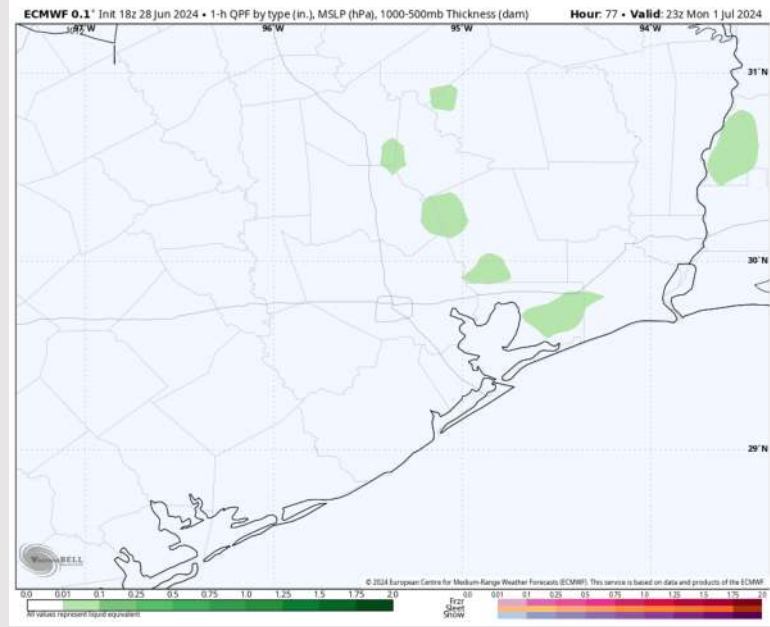 ECMWF 0.1° Init 18z 28 Jun 2024 • 1-h QPF by type (in.), MSLP (hPa), 1000-500mb Thickness (dam) Hour: 77 • Valid: 23z Mon 1 Jul 2024
97°W 96°W 95°W 94°W
31°N
30°N
29°N
WeatherBELL
© 2024 European Centre for Medium-Range Weather Forecasts (ECMWF). This service is based on data and products of the ECMWF
0.0 0.01 0.1 0.25 0.5 0.75 1.0 1.25 1.5 1.75 2.0
All values represent liquid equivalent
0.0 0.01 0.1 0.25 0.5 0.75 1.0 1.25 1.5 1.75 2.0
Frzr
Sleet
Snow